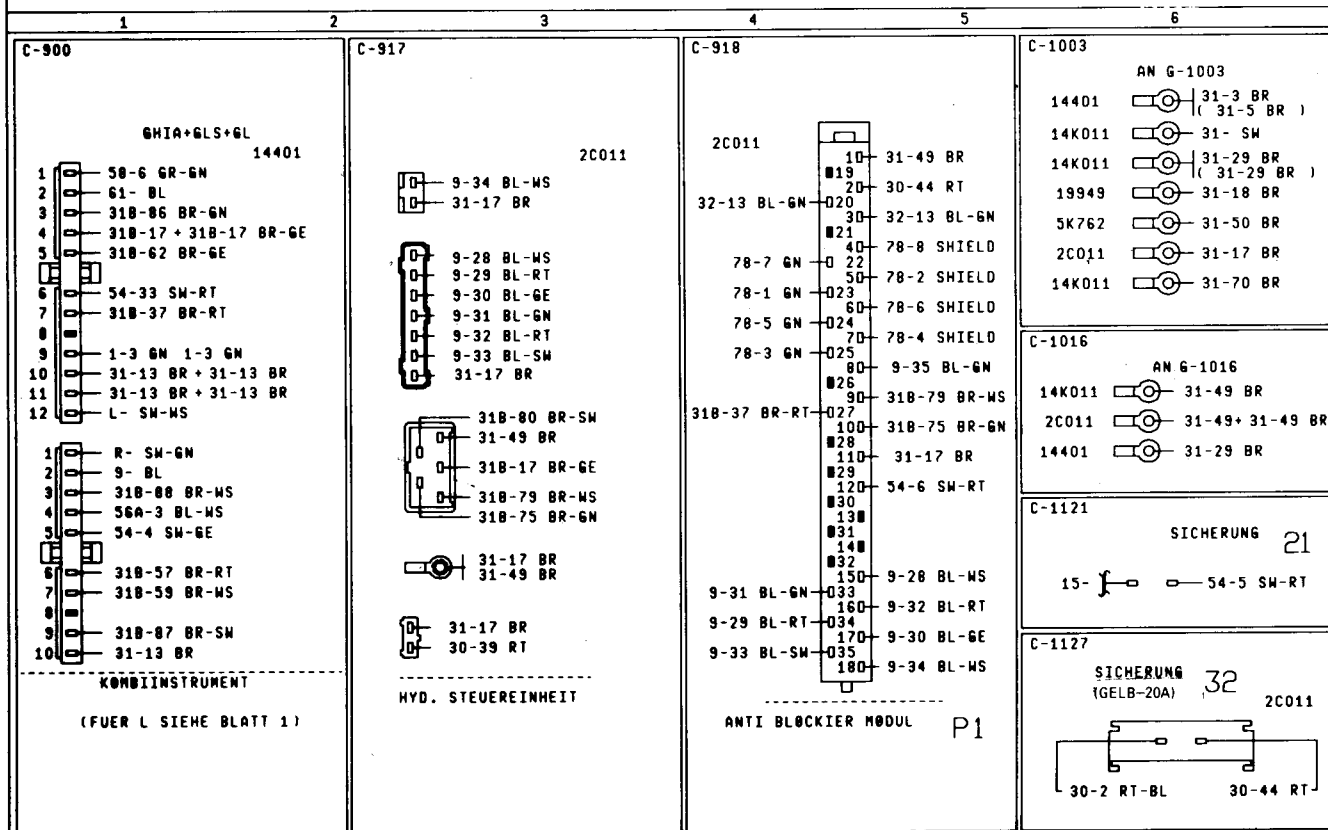 1 2 3 4 5 6
C-900
GHIA+GLS+GL
14401
1 58-6 GR-GN
2 61- BL
3 31B-86 BR-GN
4 31B-17 + 31B-17 BR-GE
5 31B-62 BR-GE
6 54-33 SW-RT
7 31B-37 BR-RT
8
9 1-3 GN 1-3 GN
10 31-13 BR + 31-13 BR
11 31-13 BR + 31-13 BR
12 L- SW-WS
1 R- SW-GN
2 9- BL
3 31B-88 BR-WS
4 56A-3 BL-WS
5 54-4 SW-GE
6 31B-57 BR-RT
7 31B-59 BR-WS
8
9 31B-87 BR-SW
10 31-13 BR
KOMBIINSTRUMENT
(FUER L SIEHE BLATT 1)
C-917
2C011
9-34 BL-WS
31-17 BR
9-28 BL-WS
9-29 BL-RT
9-30 BL-GE
9-31 BL-GN
9-32 BL-RT
9-33 BL-SW
31-17 BR
31B-80 BR-SW
31-49 BR
31B-17 BR-GE
31B-79 BR-WS
31B-75 BR-GN
31-17 BR
31-49 BR
31-17 BR
30-39 RT
HYD. STEUEREINHEIT
C-918
2C011
1 31-49 BR
19
2 30-44 RT
32-13 BL-GN 20
3 32-13 BL-GN
21
4 78-8 SHIELD
78-7 GN 22
5 78-2 SHIELD
78-1 GN 23
6 78-6 SHIELD
78-5 GN 24
7 78-4 SHIELD
78-3 GN 25
8 9-35 BL-GN
26
9 31B-79 BR-WS
31B-37 BR-RT 27
10 31B-75 BR-GN
28
11 31-17 BR
29
12 54-6 SW-RT
30
13
31
14
32
15 9-28 BL-WS
9-31 BL-GN 33
16 9-32 BL-RT
9-29 BL-RT 34
17 9-30 BL-GE
9-33 BL-SW 35
18 9-34 BL-WS
ANTI BLOCKIER MODUL P1
C-1003
AN G-1003
14401 31-3 BR
( 31-5 BR )
14K011 31- SW
14K011 31-29 BR
( 31-29 BR )
19949 31-18 BR
5K762 31-50 BR
2C011 31-17 BR
14K011 31-70 BR
C-1016
AN G-1016
14K011 31-49 BR
2C011 31-49+ 31-49 BR
14401 31-29 BR
C-1121
SICHERUNG 21
15- 54-5 SW-RT
C-1127
SICHERUNG 32
(GELB-20A)
2C011
30-2 RT-BL 30-44 RT